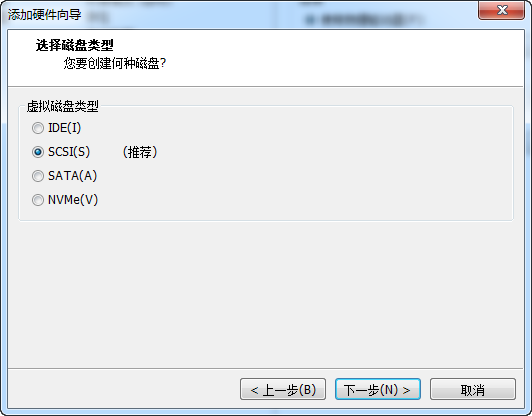 添加硬件向导
选择磁盘类型
您要创建何种磁盘?
虚拟磁盘类型
IDE(I)
SCSI(S) （推荐）
SATA(A)
NVMe(V)
< 上一步(B) 下一步(N) > 取消